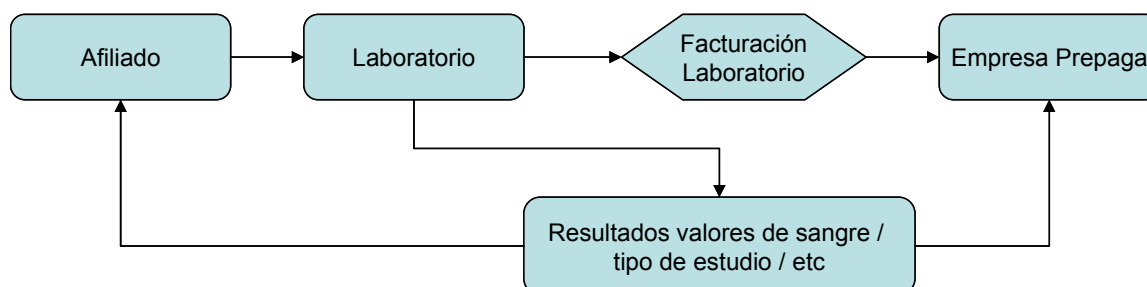 Afiliado
Laboratorio
Facturación
Laboratorio
Empresa Prepaga
Resultados valores de sangre /
tipo de estudio / etc